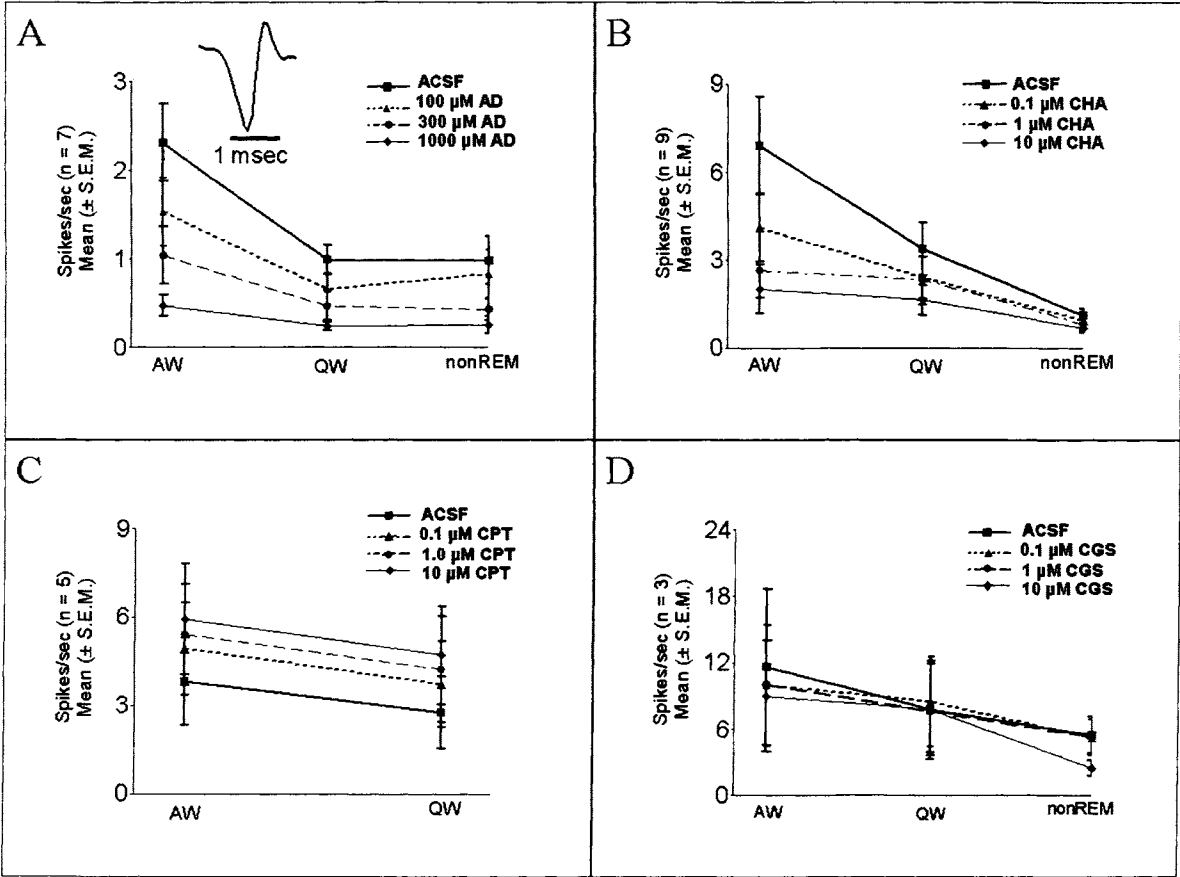 A
1 msec
ACSF
100 µM AD
300 µM AD
1000 µM AD
Spikes/sec (n = 7)
Mean (± S.E.M.)
3
2
1
0
AW
QW
nonREM
B
ACSF
0.1 µM CHA
1 µM CHA
10 µM CHA
Spikes/sec (n = 9)
Mean (± S.E.M.)
9
6
3
0
AW
QW
nonREM
C
ACSF
0.1 µM CPT
1.0 µM CPT
10 µM CPT
Spikes/sec (n = 5)
Mean (± S.E.M.)
9
6
3
0
AW
QW
D
ACSF
0.1 µM CGS
1 µM CGS
10 µM CGS
Spikes/sec (n = 3)
Mean (± S.E.M.)
24
18
12
6
0
AW
QW
nonREM